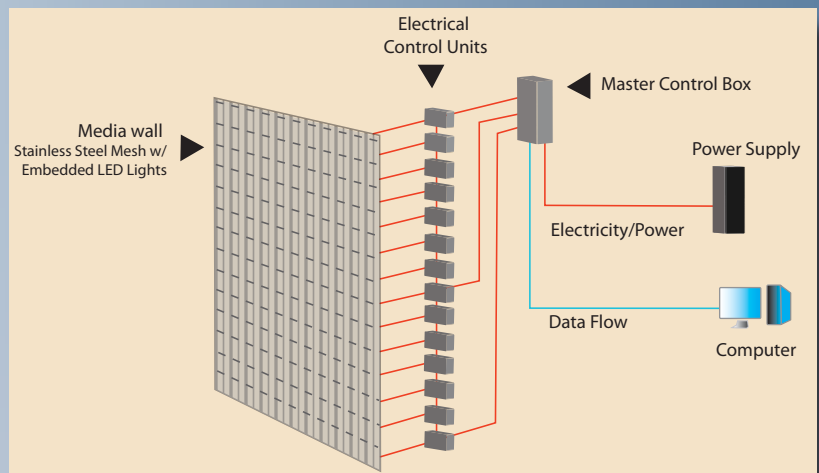 Electrical
Control Units
Master Control Box
Media wall
Stainless Steel Mesh w/
Embedded LED Lights
Power Supply
Electricity/Power
Data Flow
Computer